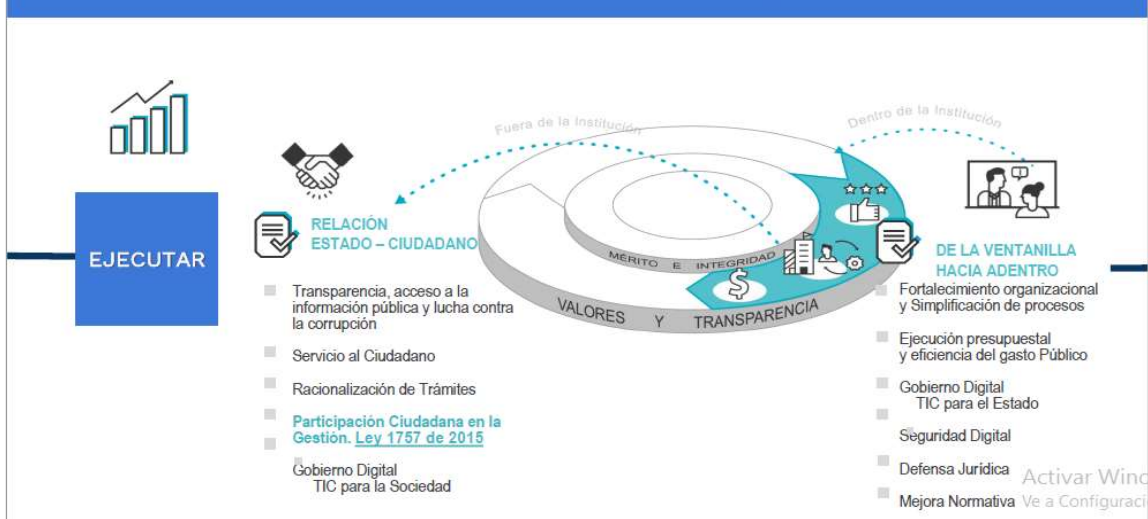 Fuera de la Institución
Dentro de la Institución
EJECUTAR
RELACIÓN
ESTADO – CIUDADANO
Transparencia, acceso a la
información pública y lucha contra
la corrupción
Servicio al Ciudadano
Racionalización de Trámites
Participación Ciudadana en la
Gestión. Ley 1757 de 2015
Gobierno Digital
TIC para la Sociedad
MÉRITO E INTEGRIDAD
$
VALORES Y TRANSPARENCIA
DE LA VENTANILLA
HACIA ADENTRO
Fortalecimiento organizacional
y Simplificación de procesos
Ejecución presupuestal
y eficiencia del gasto Público
Gobierno Digital
TIC para el Estado
Seguridad Digital
Defensa Jurídica
Mejora Normativa
Activar Winc
Ve a Configuraci